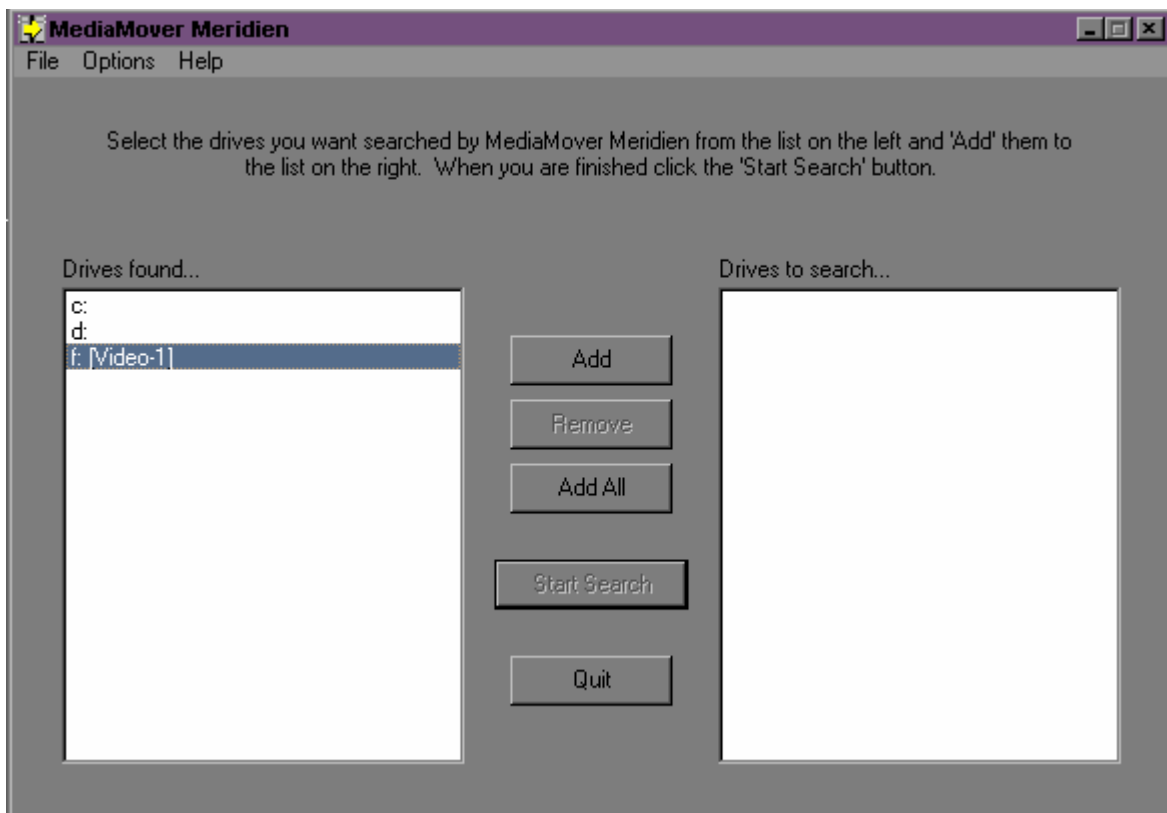 MediaMover Meridien
File Options Help
Select the drives you want searched by MediaMover Meridien from the list on the left and 'Add' them to
the list on the right.  When you are finished click the 'Start Search' button.
Drives found...
c:
d:
f: [Video-1]
Add
Remove
Add All
Start Search
Quit
Drives to search...